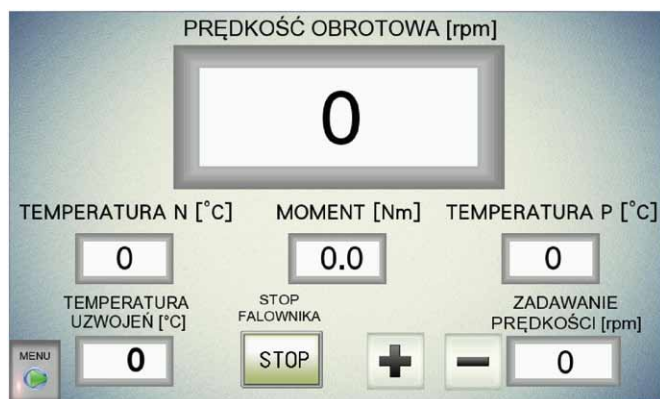 PRĘDKOŚĆ OBROTOWA [rpm]
0
TEMPERATURA N [°C]
0
MOMENT [Nm]
0.0
TEMPERATURA P [°C]
0
TEMPERATURA
UZWOJEŃ [°C]
0
STOP
FALOWNIKA
STOP
+
−
ZADAWANIE
PRĘDKOŚCI [rpm]
0
MENU